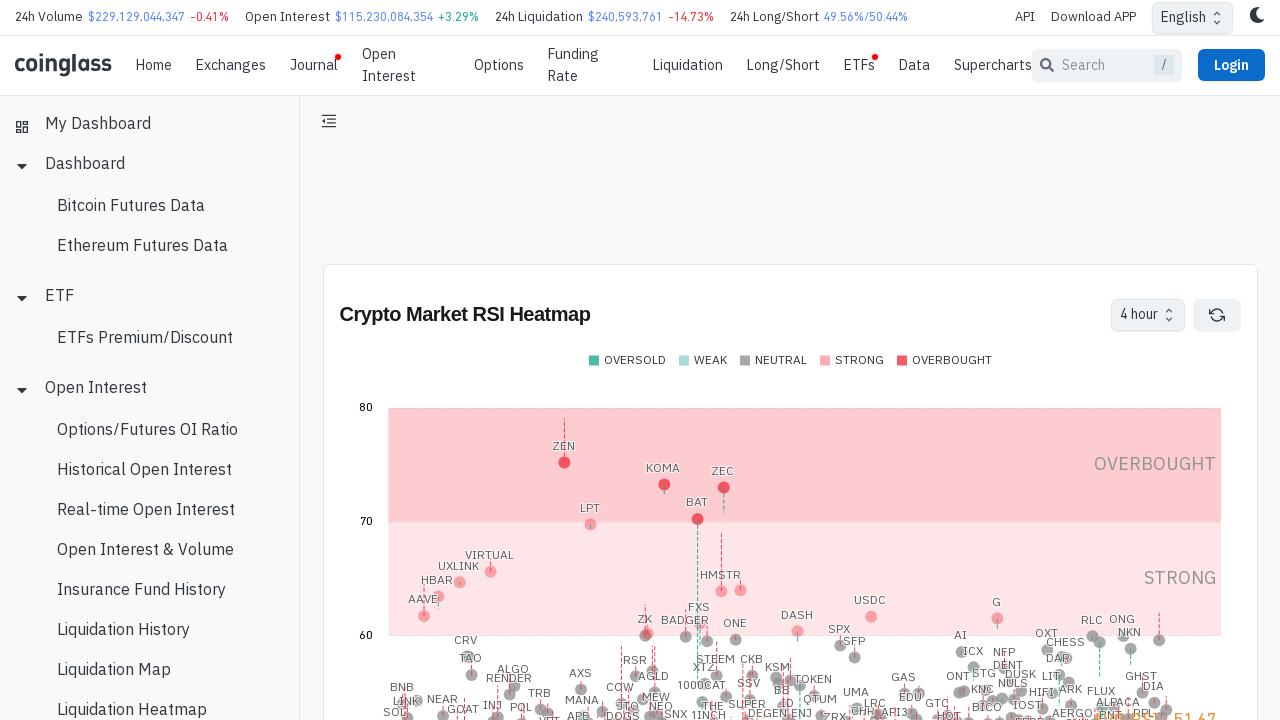 24h Volume $229,129,044,347 -0.41% Open Interest $115,230,084,354 +3.29% 24h Liquidation $240,593,761 -14.73% 24h Long/Short 49.56%/50.44% API Download APP English
coinglass Home Exchanges Journal Open Interest Options Funding Rate Liquidation Long/Short ETFs Data Supercharts Search / Login
My Dashboard
Dashboard
Bitcoin Futures Data
Ethereum Futures Data
ETF
ETFs Premium/Discount
Open Interest
Options/Futures OI Ratio
Historical Open Interest
Real-time Open Interest
Open Interest & Volume
Insurance Fund History
Liquidation History
Liquidation Map
Liquidation Heatmap
Crypto Market RSI Heatmap 4 hour
OVERSOLD WEAK NEUTRAL STRONG OVERBOUGHT
80
ZEN
OVERBOUGHT
KOMA ZEC
BAT
LPT
70
VIRTUAL
UXLINK
HBAR HMSTR STRONG
AAVE USDC G
FXS
ZK BADGER ONE DASH RLC ONG
60
SPX OXT NKN
CRV SFP AI CHESS
TAO RSR XTZ STEEM CKB ICX NFP DAR
ALGO KSM DENT
RENDER AXS AGLD TOKEN GAS ONT STG DUSK LIT GHST
BNB COW 1000CAT SSV BB UMA EDU KNC NULS HIFI ARK FLUX DIA
LINK NEAR TRB MANA MEW QTUM
SOL GOAT INJ POL JTO NEO THE SUPER ID LRC GTC BICO IOST ALPACA
APE DOGS SNX 1INCH DEGEN ENJ ZRX CHR API3 HOT AERGO BNT